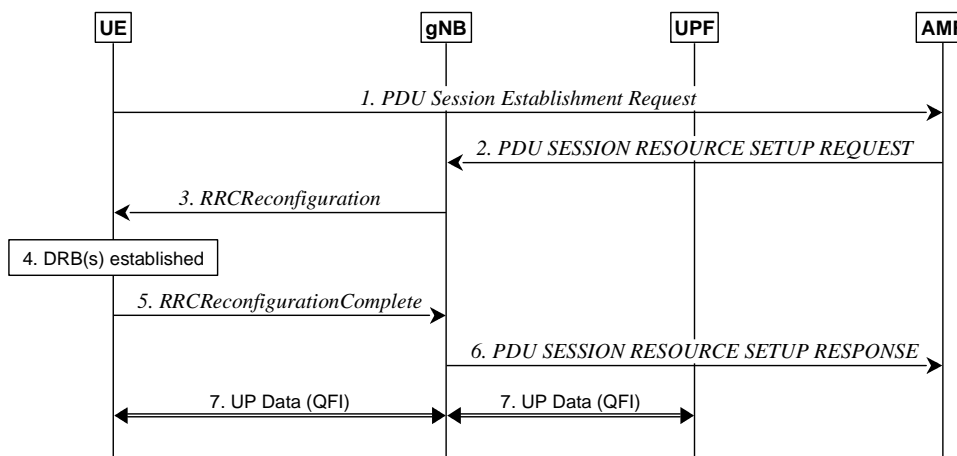 UE
gNB
UPF
AMF
1. PDU Session Establishment Request
2. PDU SESSION RESOURCE SETUP REQUEST
3. RRCReconfiguration
4. DRB(s) established
5. RRCReconfigurationComplete
6. PDU SESSION RESOURCE SETUP RESPONSE
7. UP Data (QFI)
7. UP Data (QFI)